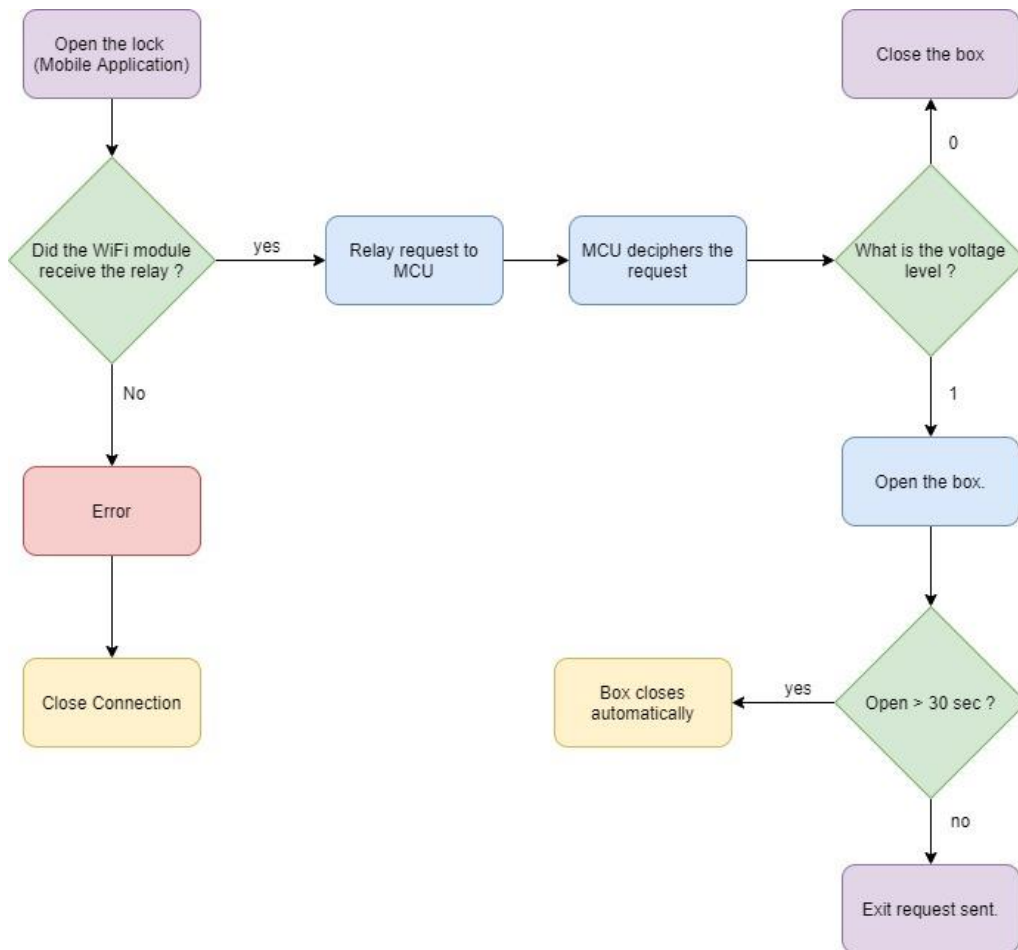 Open the lock
(Mobile Application)
Close the box
0
Did the WiFi module
receive the relay ?
yes
Relay request to
MCU
MCU deciphers the
request
What is the voltage
level ?
No
1
Error
Open the box.
Close Connection
Box closes
automatically
yes
Open > 30 sec ?
no
Exit request sent.